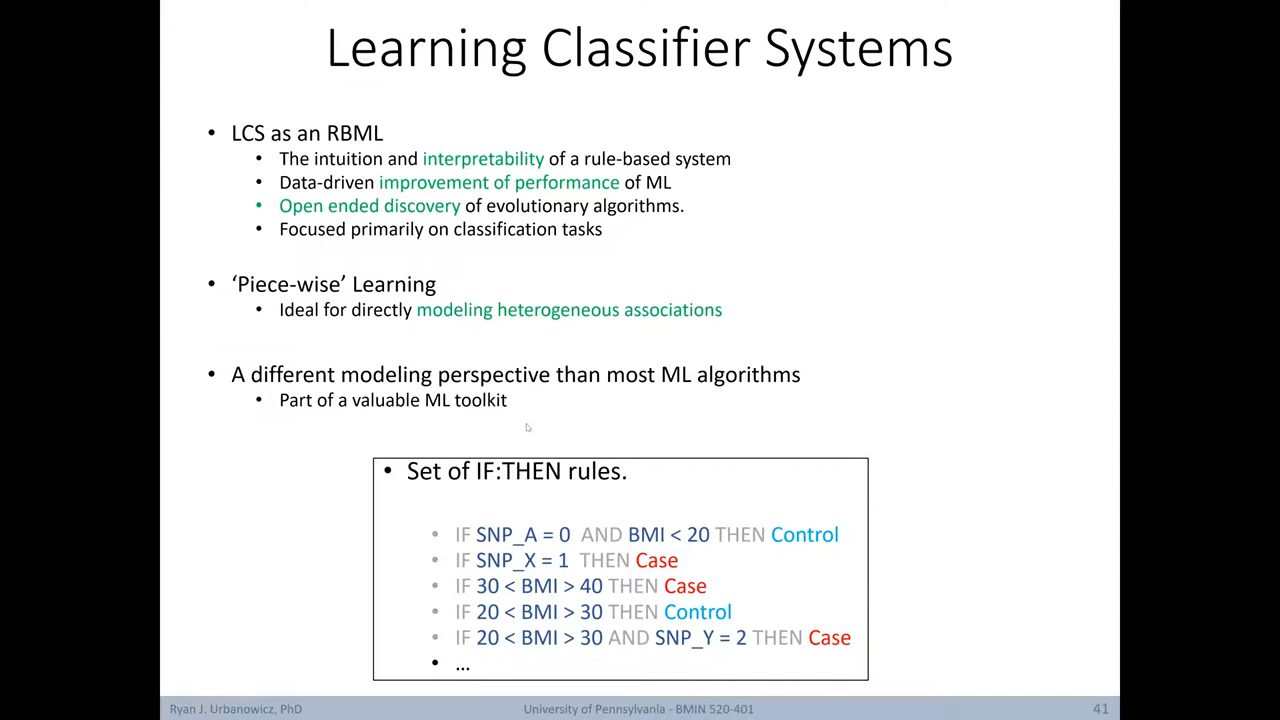 Learning Classifier Systems
• LCS as an RBML
• The intuition and interpretability of a rule-based system
• Data-driven improvement of performance of ML
• Open ended discovery of evolutionary algorithms.
• Focused primarily on classification tasks
• ‘Piece-wise’ Learning
• Ideal for directly modeling heterogeneous associations
• A different modeling perspective than most ML algorithms
• Part of a valuable ML toolkit
• Set of IF:THEN rules.
• IF SNP_A = 0 AND BMI < 20 THEN Control
• IF SNP_X = 1 THEN Case
• IF 30 < BMI > 40 THEN Case
• IF 20 < BMI > 30 THEN Control
• IF 20 < BMI > 30 AND SNP_Y = 2 THEN Case
• ...
Ryan J. Urbanowicz, PhD University of Pennsylvania - BMIN 520-401 41